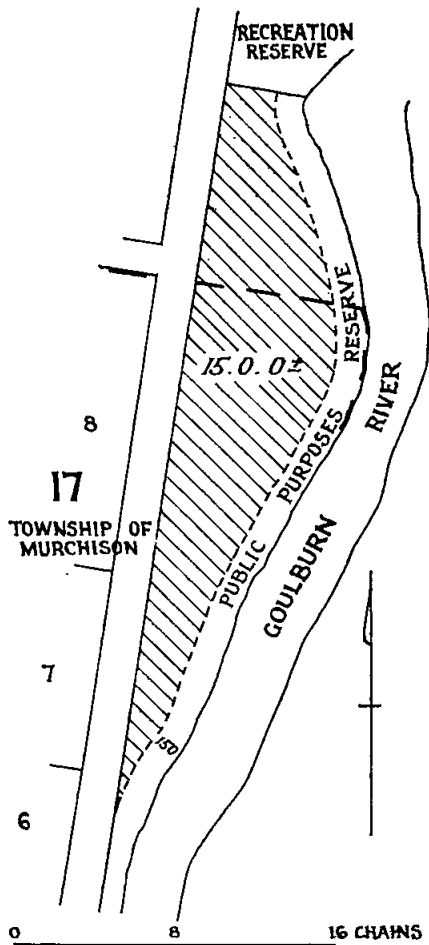 RECREATION
RESERVE
15.0.0±
8
17
TOWNSHIP OF
MURCHISON
7
6
PUBLIC PURPOSES RESERVE
GOULBURN RIVER
150
0 8 16 CHAINS